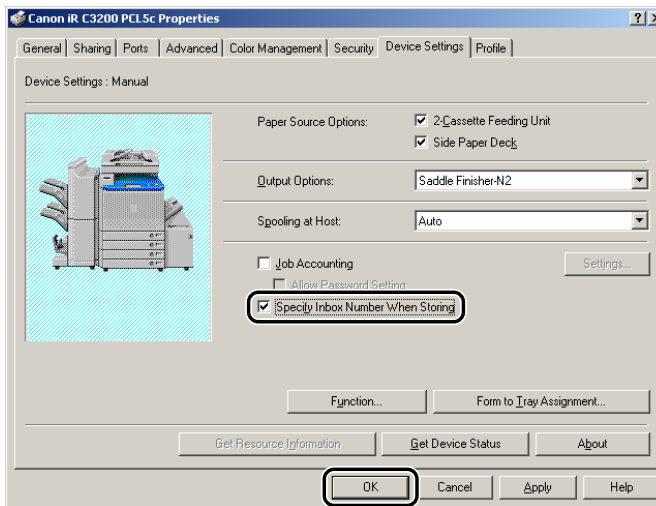 Canon iR C3200 PCL5c Properties
General Sharing Ports Advanced Color Management Security Device Settings Profile
Device Settings : Manual
Paper Source Options: 2-Cassette Feeding Unit
Side Paper Deck
Output Options: Saddle Finisher-N2
Spooling at Host: Auto
Job Accounting Settings...
Allow Password Setting
Specify Inbox Number When Storing
Function... Form to Tray Assignment...
Get Resource Information Get Device Status About
OK Cancel Apply Help